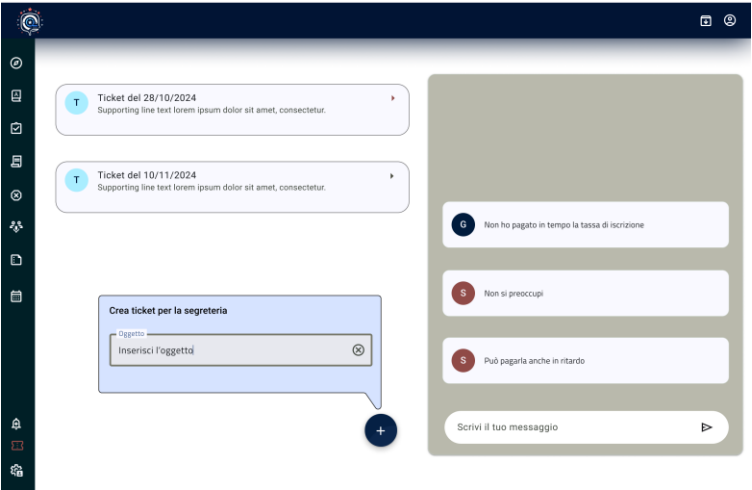 T
Ticket del 28/10/2024
Supporting line text lorem ipsum dolor sit amet, consectetur.
T
Ticket del 10/11/2024
Supporting line text lorem ipsum dolor sit amet, consectetur.
Crea ticket per la segreteria
Oggetto
Inserisci l'oggetto
+
G
Non ho pagato in tempo la tassa di iscrizione
S
Non si preoccupi
S
Può pagarla anche in ritardo
Scrivi il tuo messaggio